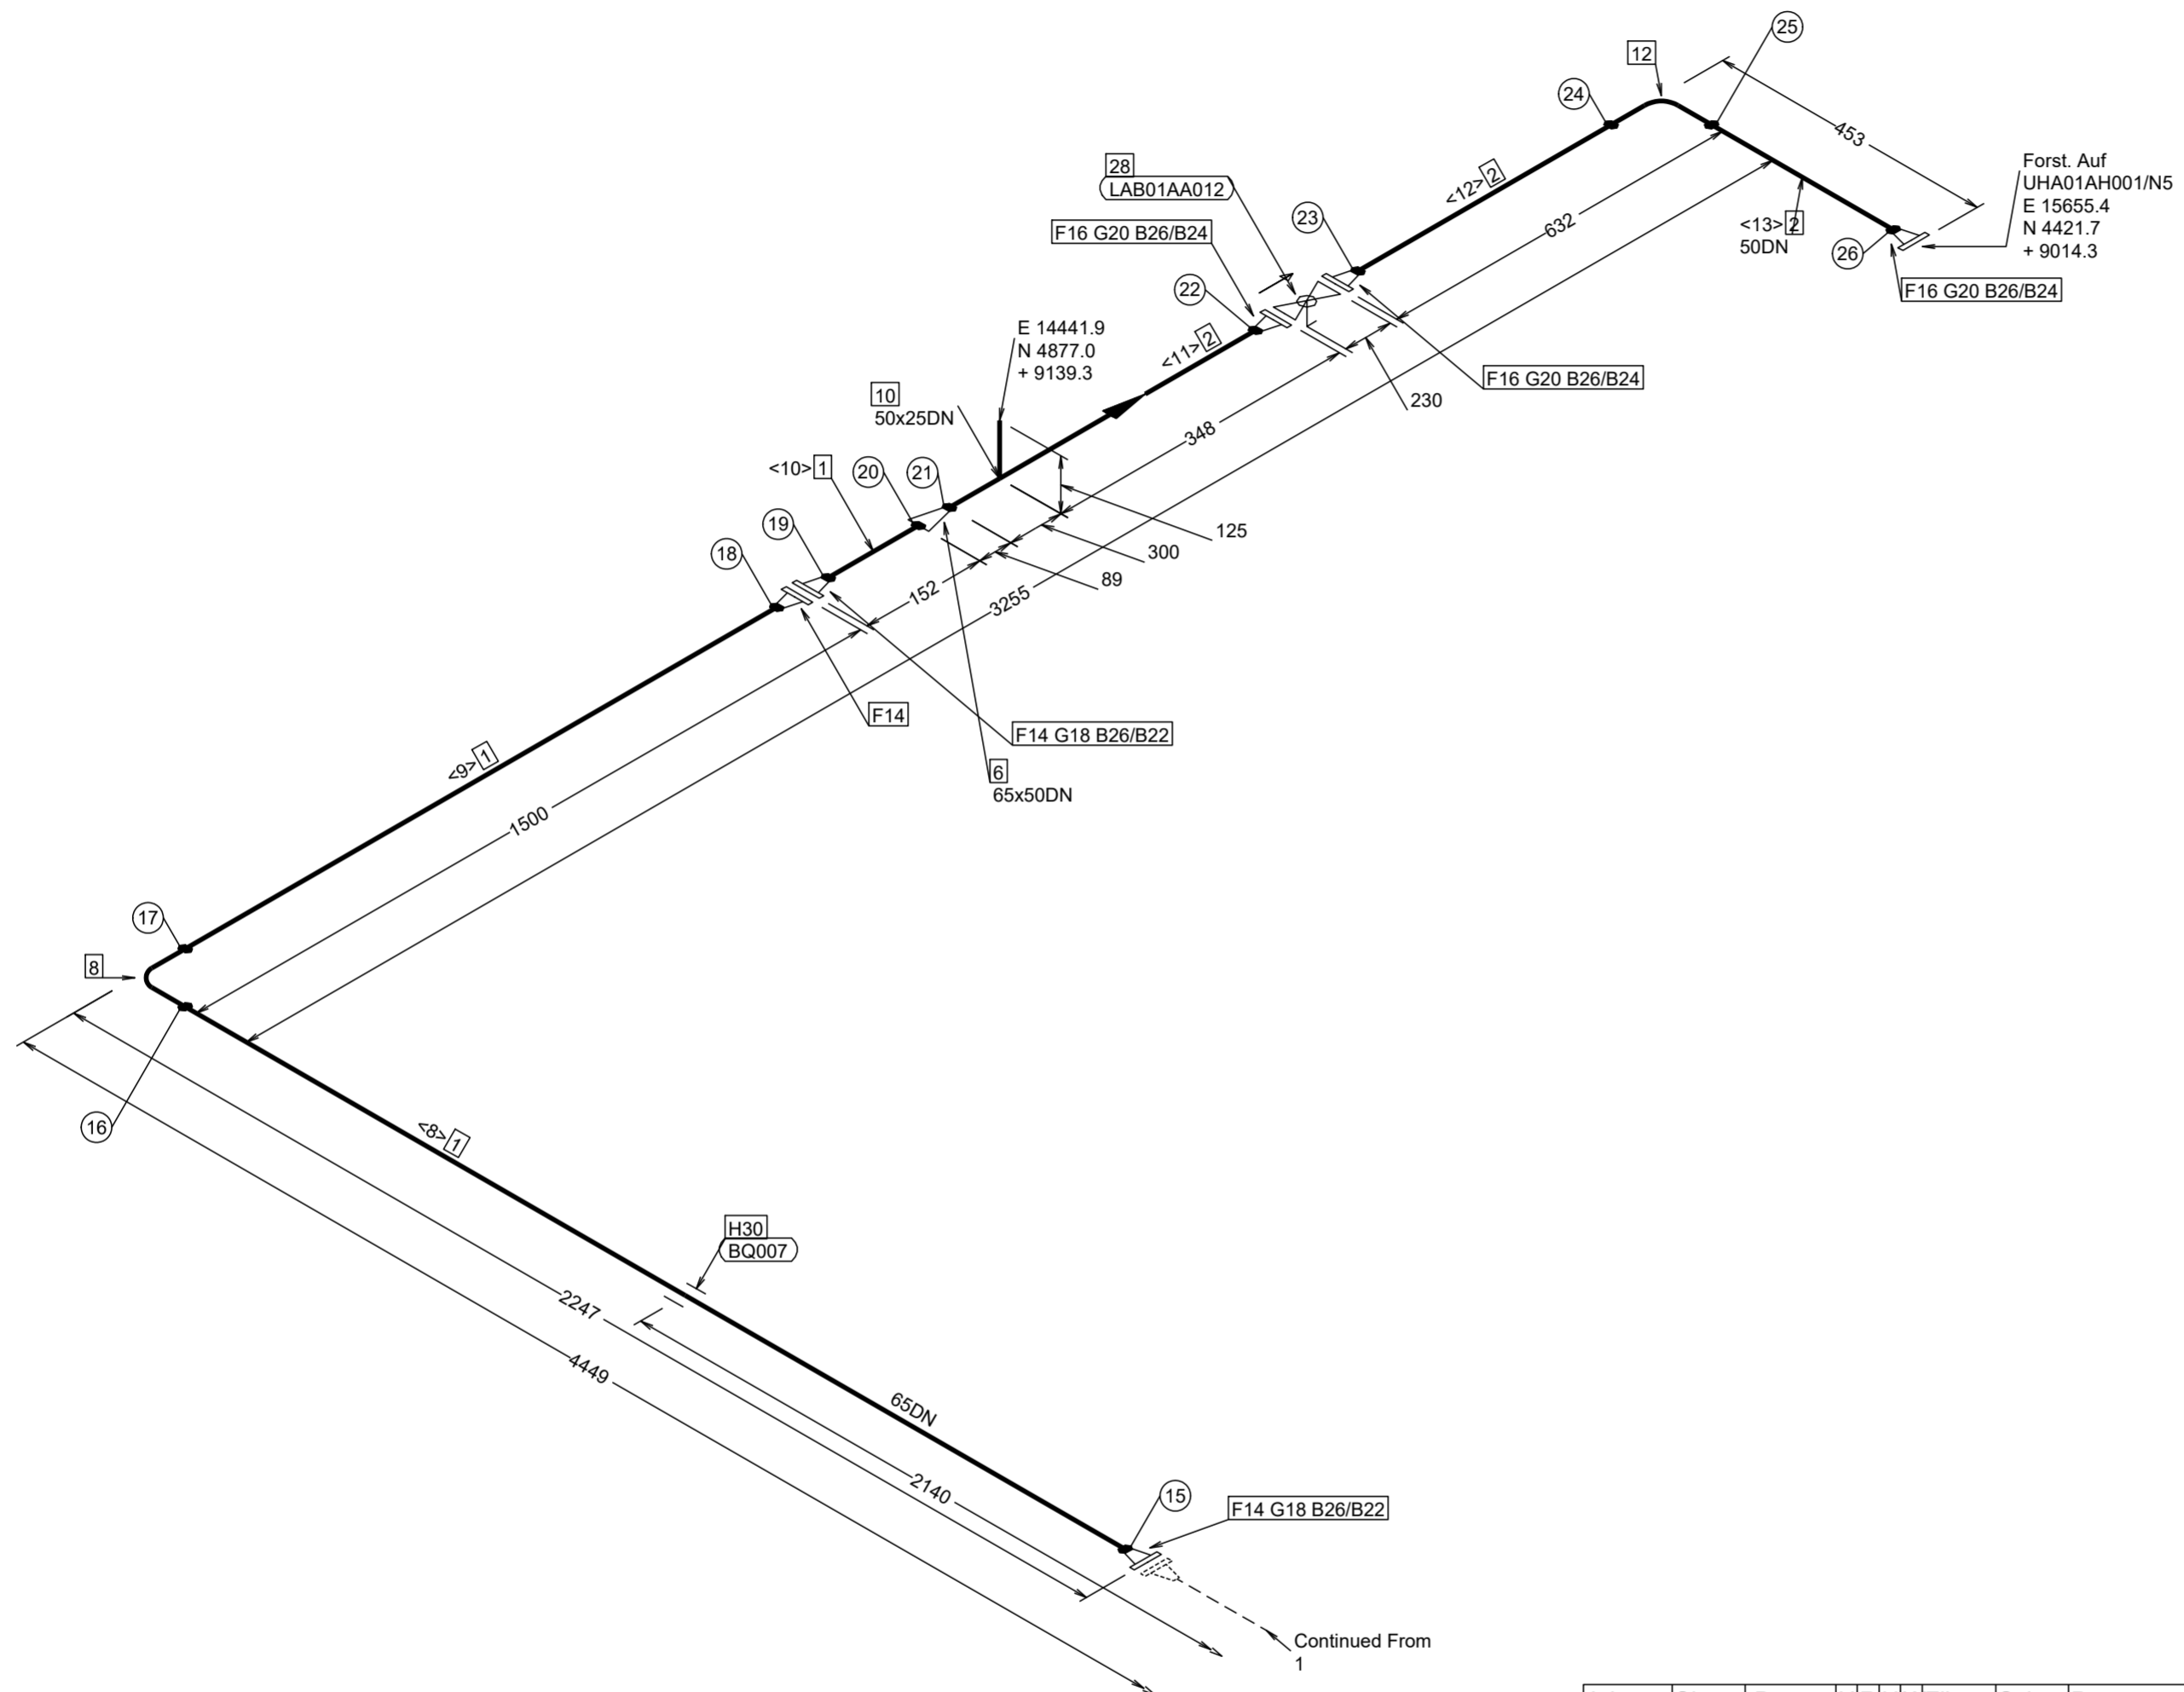 25
12
24
453
Forst. Auf
UHA01AH001/N5
E 15655.4
N 4421.7
+ 9014.3
28
LAB01AA012
<12> 2
F16 G20 B26/B24
23
632
<13> 2
50DN
26
F16 G20 B26/B24
22
E 14441.9
N 4877.0
+ 9139.3
<11> 2
F16 G20 B26/B24
230
10
50x25DN
348
<10> 1
20
21
125
19
300
18
89
152
3255
F14
F14 G18 B26/B22
<9> 1
6
65x50DN
1500
17
8
16
<8> 1
H30
BQ007
2247
4449
65DN
2140
15
F14 G18 B26/B22
Continued From
1